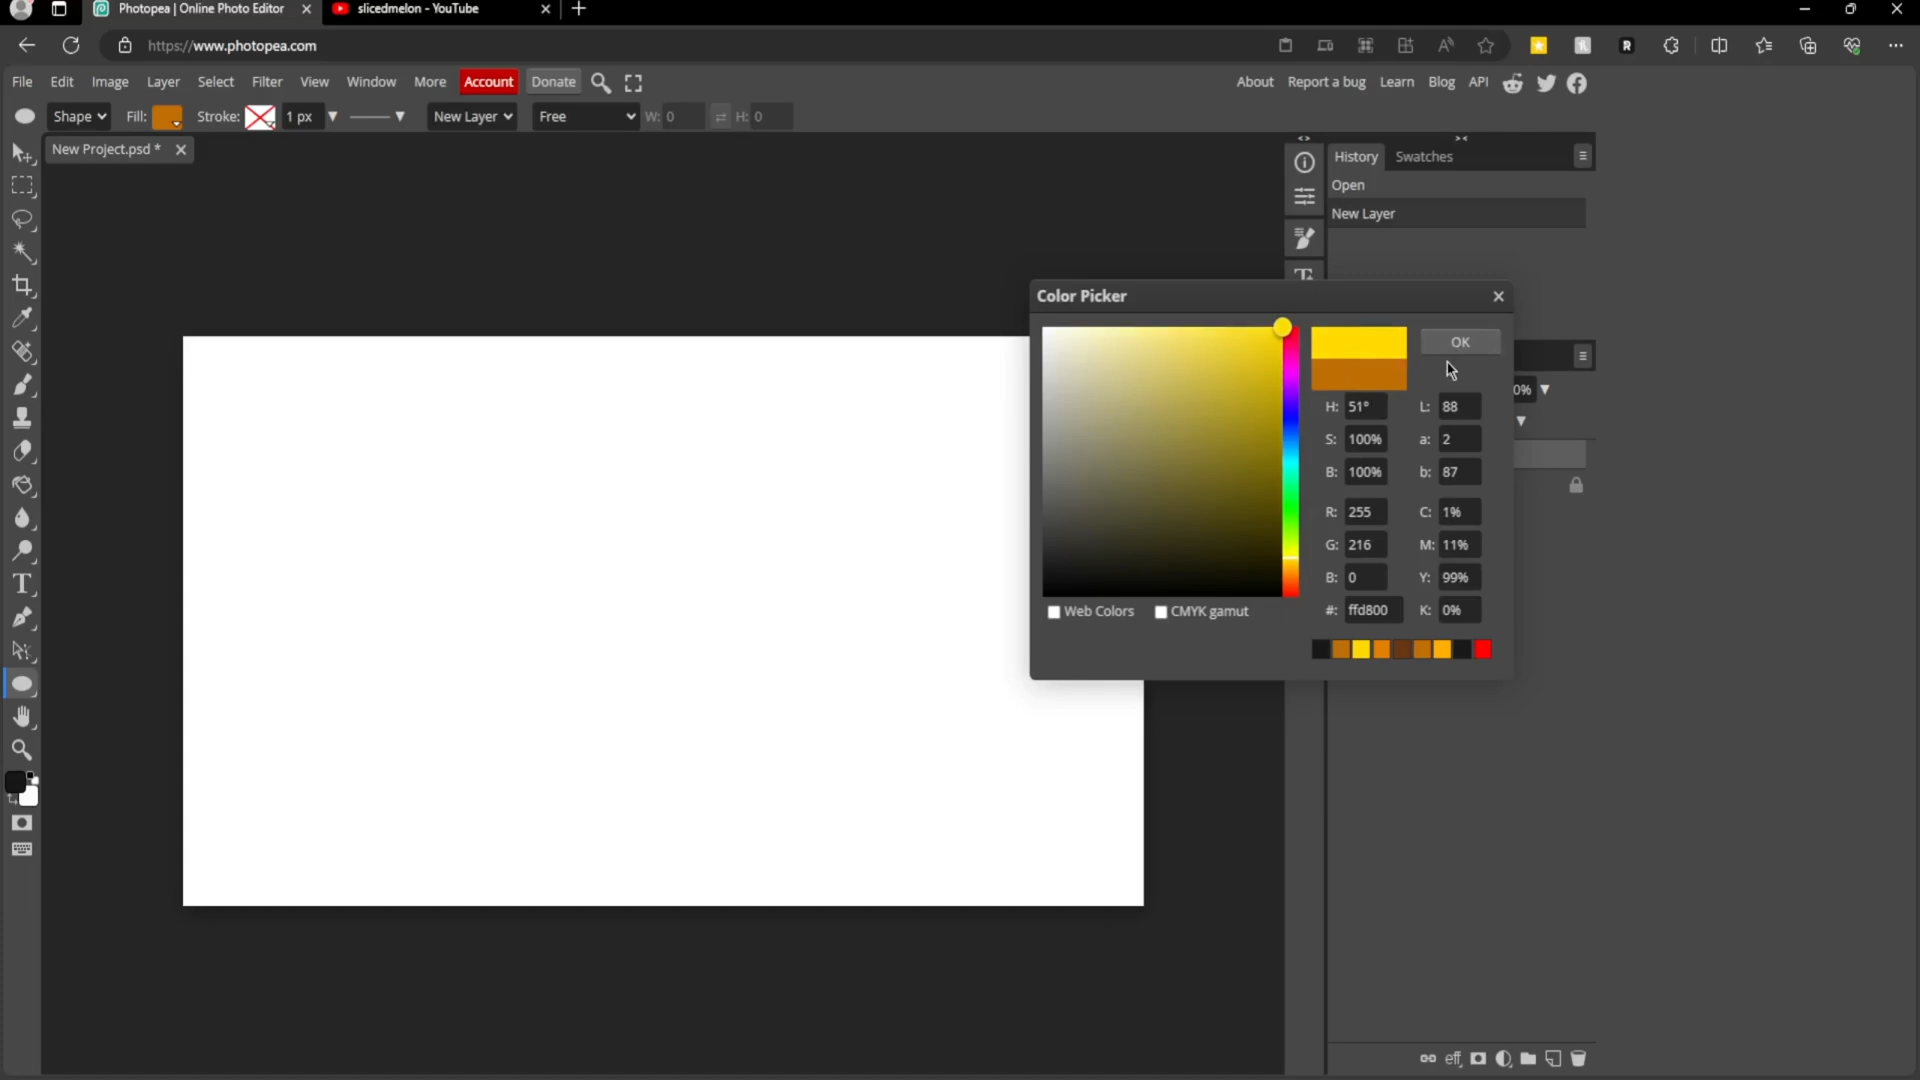 Photopea | Online Photo Editor
slicedmelon - YouTube
https://www.photopea.com
File Edit Image Layer Select Filter View Window More Account Donate
About Report a bug Learn Blog API
Shape Fill: Stroke: 1 px New Layer Free W: 0 H: 0
New Project.psd *
History Swatches
Open
New Layer
Color Picker
OK
0%
H: 51° L: 88
S: 100% a: 2
B: 100% b: 87
R: 255 C: 1%
G: 216 M: 11%
B: 0 Y: 99%
#: ffd800 K: 0%
Web Colors CMYK gamut
eff